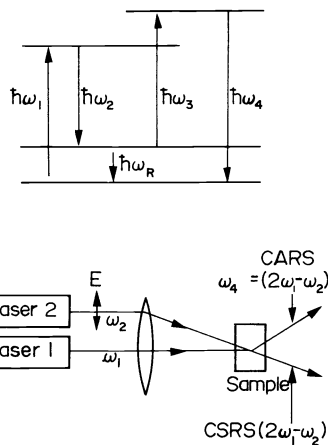 ħω1 ħω2 ħω3 ħω4
ħωR
CARS
E
ω4 =(2ω1-ω2)
aser 2
ω2
aser 1
ω1
Sample
CSRS(2ω1-ω2)